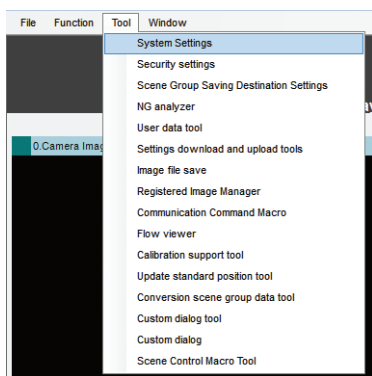 File Function Tool Window
System Settings
Security settings
Scene Group Saving Destination Settings
NG analyzer
User data tool
0.Camera Imag
Settings download and upload tools
Image file save
Registered Image Manager
Communication Command Macro
Flow viewer
Calibration support tool
Update standard position tool
Conversion scene group data tool
Custom dialog tool
Custom dialog
Scene Control Macro Tool